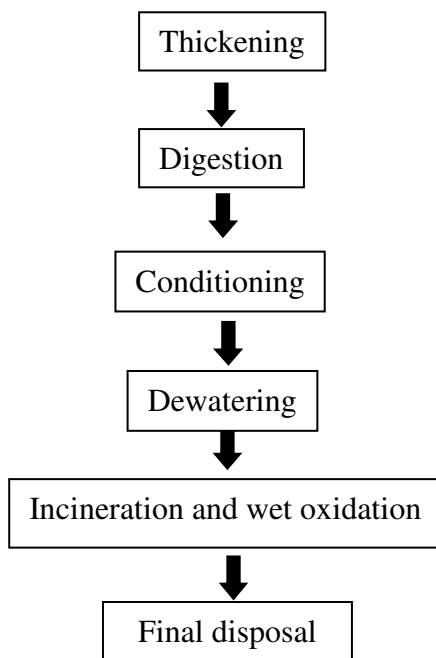 Thickening
Digestion
Conditioning
Dewatering
Incineration and wet oxidation
Final disposal